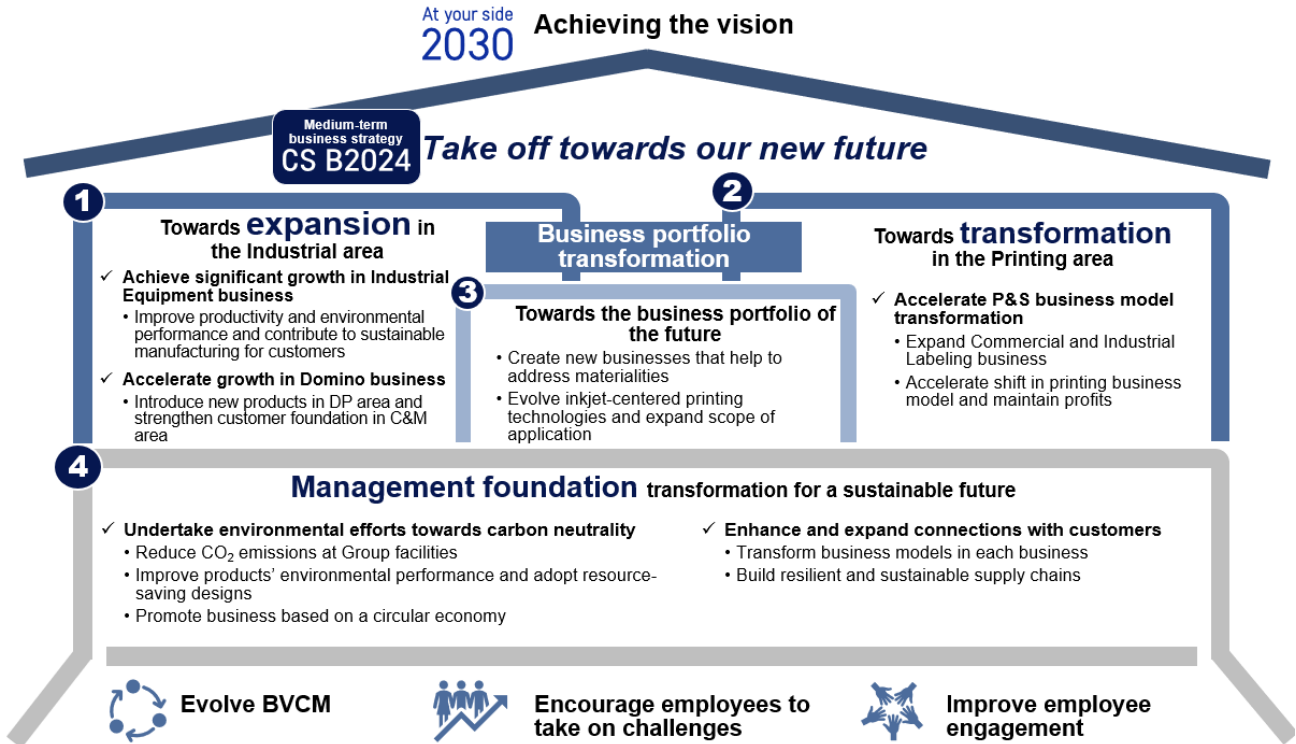 At your side
2030
Achieving the vision
Medium-term
business strategy
CS B2024
Take off towards our new future
1
Towards expansion in
the Industrial area
✓ Achieve significant growth in Industrial
Equipment business
• Improve productivity and environmental
performance and contribute to sustainable
manufacturing for customers
✓ Accelerate growth in Domino business
• Introduce new products in DP area and
strengthen customer foundation in C&M
area
Business portfolio
transformation
2
Towards transformation
in the Printing area
✓ Accelerate P&S business model
transformation
• Expand Commercial and Industrial
Labeling business
• Accelerate shift in printing business
model and maintain profits
3
Towards the business portfolio of
the future
• Create new businesses that help to
address materialities
• Evolve inkjet-centered printing
technologies and expand scope of
application
4
Management foundation transformation for a sustainable future
✓ Undertake environmental efforts towards carbon neutrality
• Reduce CO₂ emissions at Group facilities
• Improve products' environmental performance and adopt resource-
saving designs
• Promote business based on a circular economy
✓ Enhance and expand connections with customers
• Transform business models in each business
• Build resilient and sustainable supply chains
Evolve BVCM
Encourage employees to
take on challenges
Improve employee
engagement